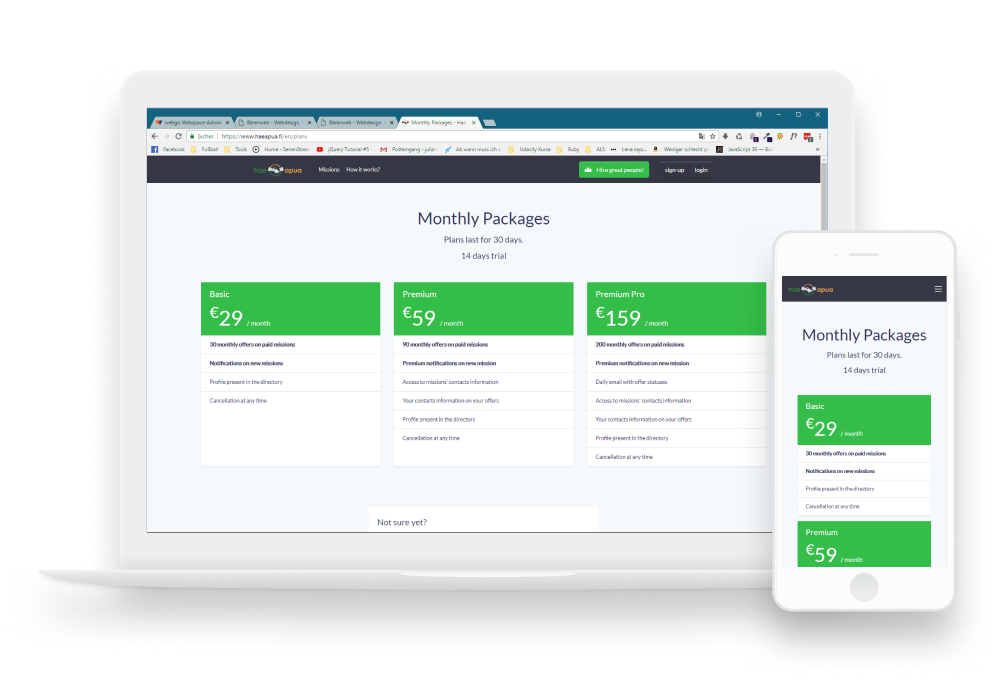 webgo Webspace-Admin
Bärenweb - Webdesign
Bärenweb - Webdesign
Monthly Packages - Hae
Sicher | https://www.haeapua.fi/en/plans
Facebook
Fußball
Tools
Home - SerienStream
jQuery Tutorial #5
Posteingang - julien
Ab wann muss ich
Udacity Kurse
Ruby
ALS
Lena says...
Weniger schlecht p
JavaScript 30 — Bui
hae apua
Missions
How it works?
Hire great people!
sign-up
login
Monthly Packages
Plans last for 30 days.
14 days trial
Basic
€29 / month
30 monthly offers on paid missions
Notifications on new missions
Profile present in the directory
Cancellation at any time
Premium
€59 / month
90 monthly offers on paid missions
Premium notifications on new mission
Access to missions' contacts information
Your contacts information on your offers
Profile present in the directory
Cancellation at any time
Premium Pro
€159 / month
200 monthly offers on paid missions
Premium notifications on new mission
Daily email with offer statuses
Access to missions' contacts information
Your contacts information on your offers
Profile present in the directory
Cancellation at any time
Not sure yet?
hae apua
Monthly Packages
Plans last for 30 days.
14 days trial
Basic
€29 / month
30 monthly offers on paid missions
Notifications on new missions
Profile present in the directory
Cancellation at any time
Premium
€59 / month